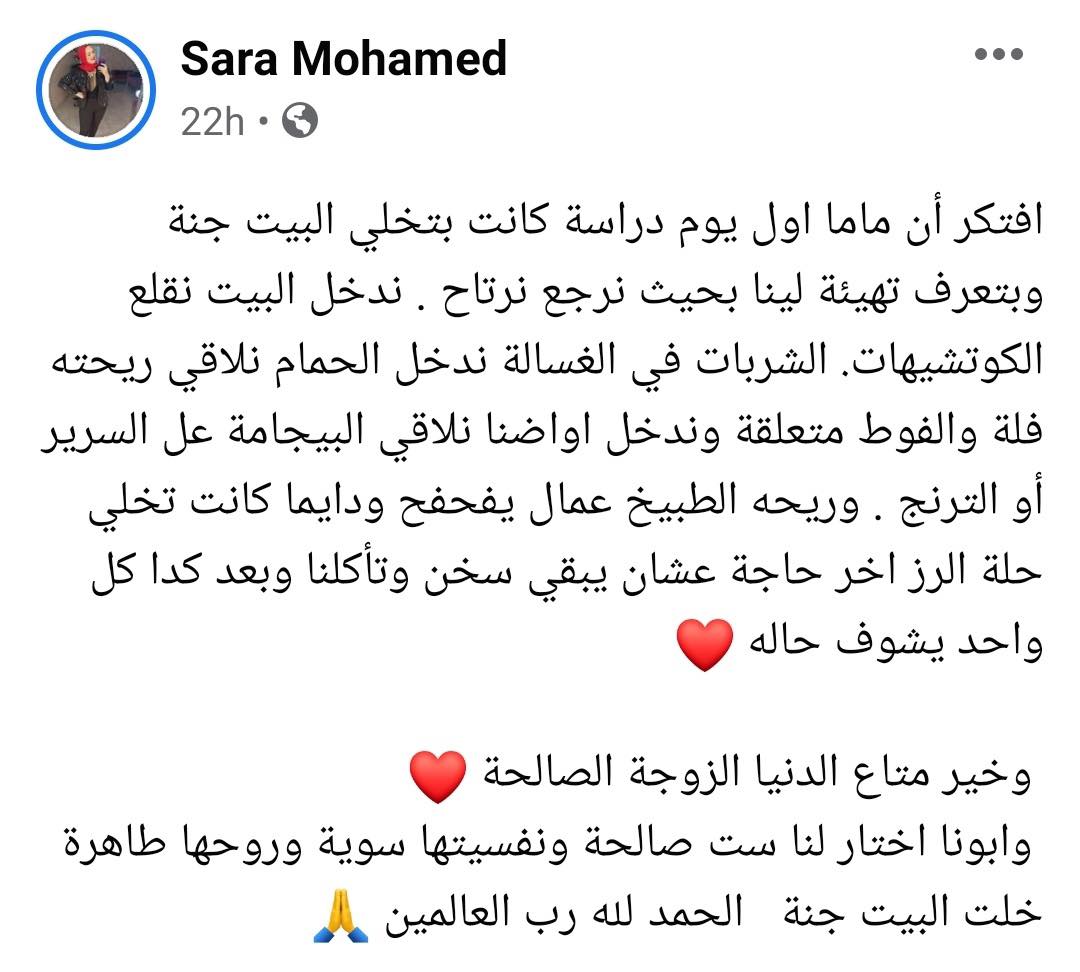 Sara Mohamed
22h
افتكر أن ماما اول يوم دراسة كانت بتخلي البيت جنة
وبتعرف تهيئة لينا بحيث نرجع نرتاح . ندخل البيت نقلع
الكوتشيهات. الشربات في الغسالة ندخل الحمام نلاقي ريحته
فلة والفوط متعلقة وندخل اواضنا نلاقي البيجامة عل السرير
أو الترنج . وريحه الطبيخ عمال يفحفح ودايما كانت تخلي
حلة الرز اخر حاجة عشان يبقي سخن وتأكلنا وبعد كدا كل
واحد يشوف حاله ❤️
وخير متاع الدنيا الزوجة الصالحة ❤️
وابونا اختار لنا ست صالحة ونفسيتها سوية وروحها طاهرة
خلت البيت جنة الحمد لله رب العالمين 🙏